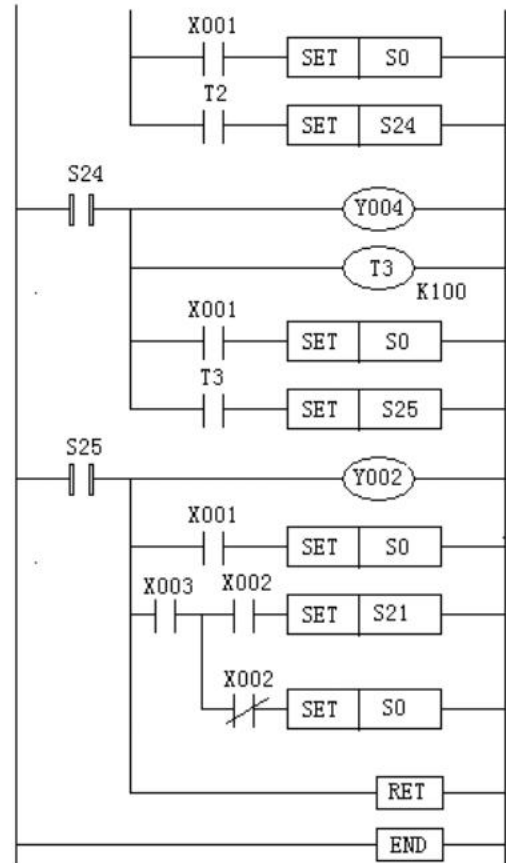 X001
SET S0
T2
SET S24
S24
Y004
T3
K100
X001
SET S0
T3
SET S25
S25
Y002
X001
SET S0
X003 X002
SET S21
X002
SET S0
RET
END